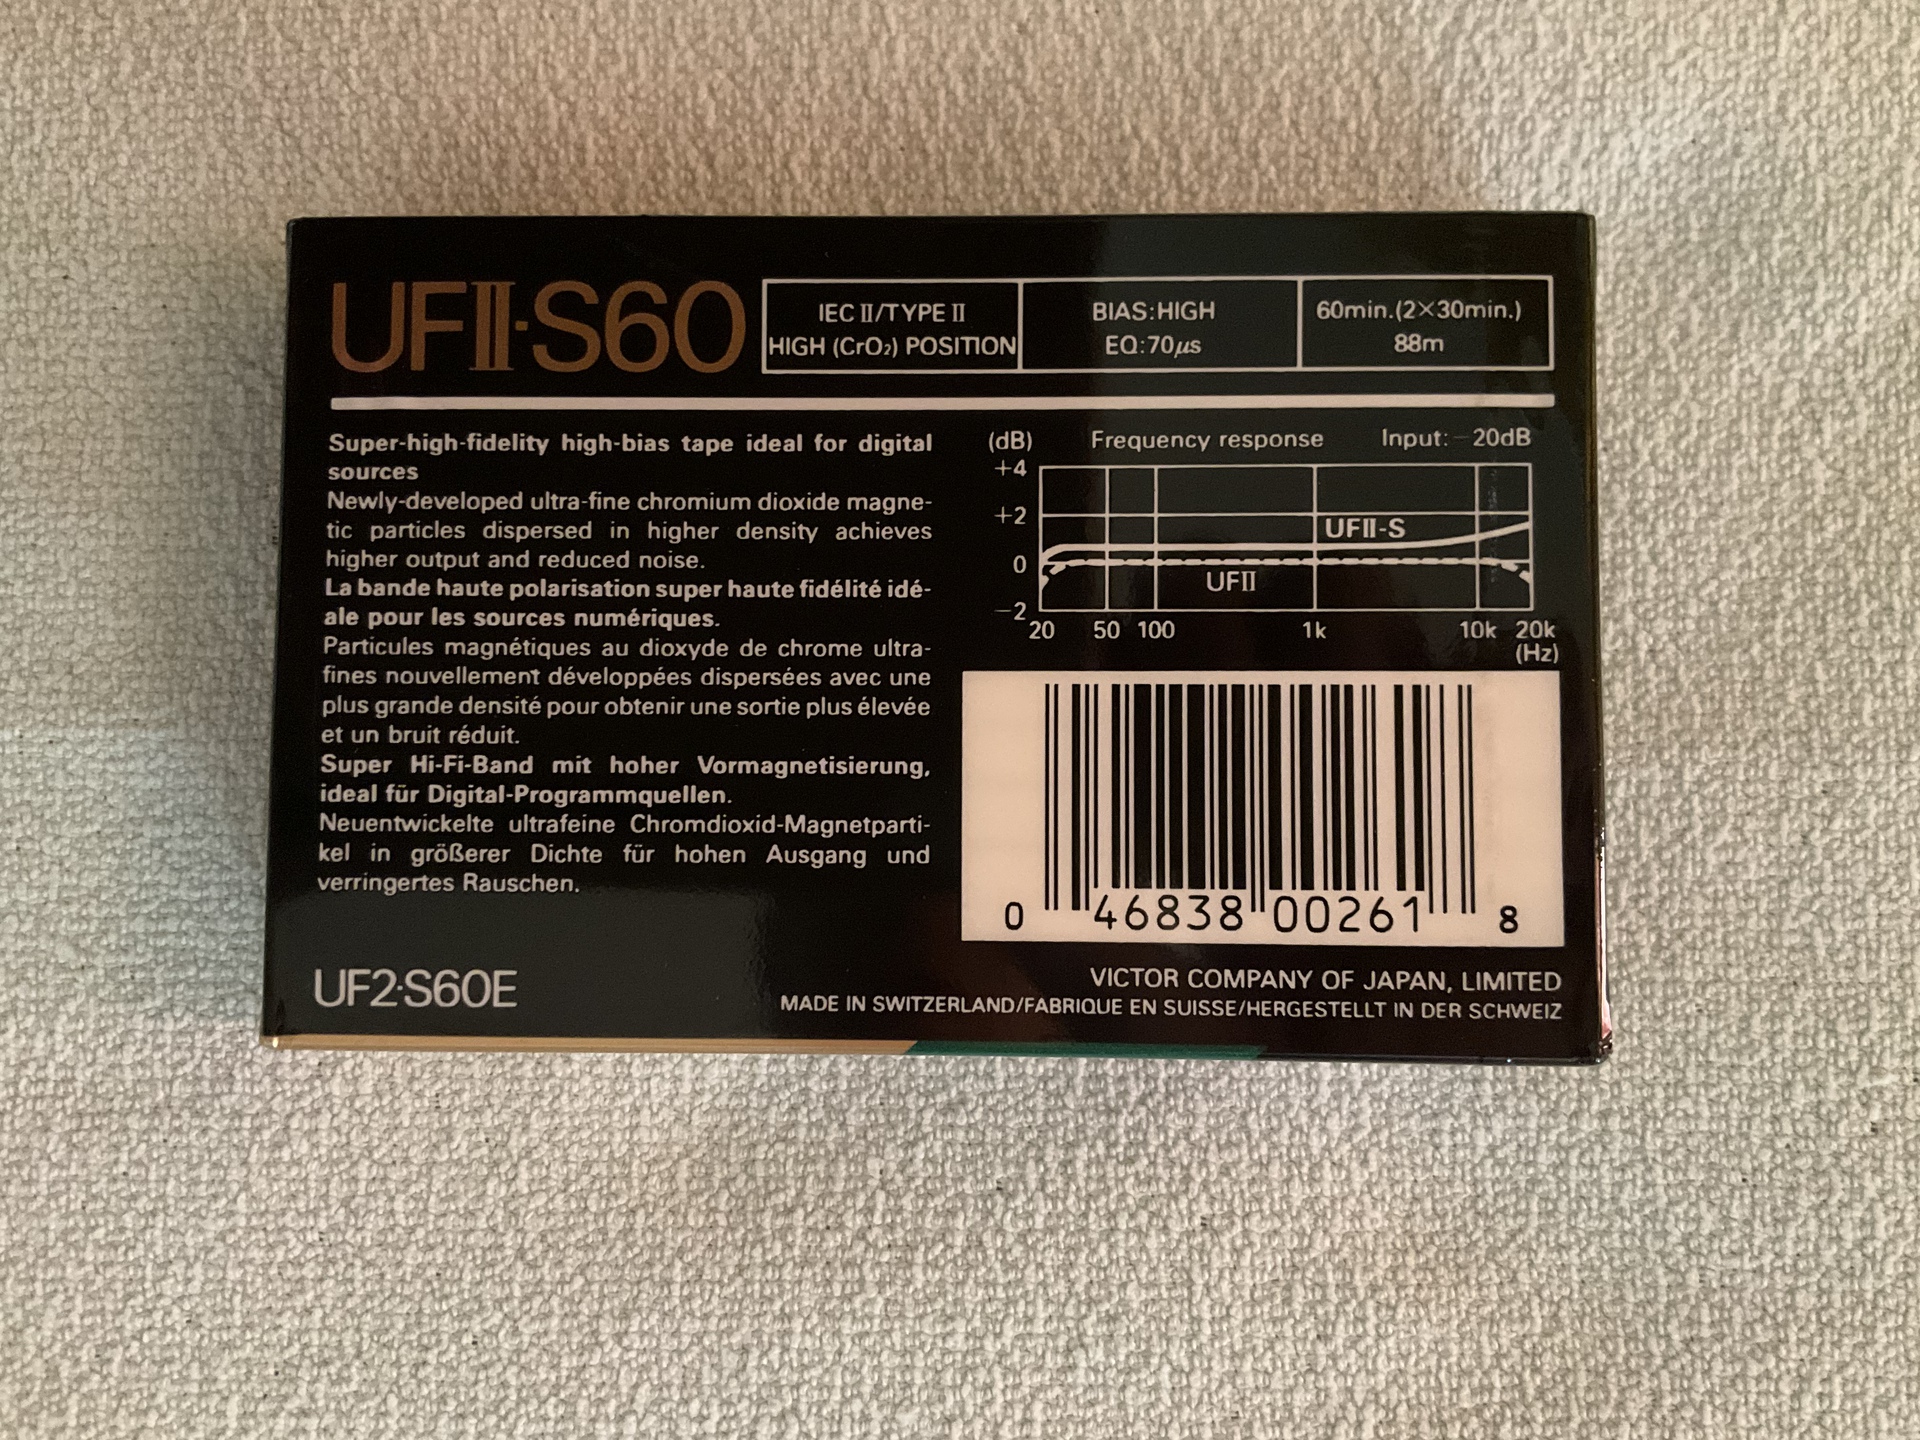 UFII·S60
IEC II/TYPE II
HIGH (CrO₂) POSITION
BIAS:HIGH
EQ:70μs
60min.(2×30min.)
88m
Super-high-fidelity high-bias tape ideal for digital
sources
Newly-developed ultra-fine chromium dioxide magne-
tic particles dispersed in higher density achieves
higher output and reduced noise.
La bande haute polarisation super haute fidélité idé-
ale pour les sources numériques.
Particules magnétiques au dioxyde de chrome ultra-
fines nouvellement développées dispersées avec une
plus grande densité pour obtenir une sortie plus élevée
et un bruit réduit.
Super Hi-Fi-Band mit hoher Vormagnetisierung,
ideal für Digital-Programmquellen.
Neuentwickelte ultrafeine Chromdioxid-Magnetparti-
kel in größerer Dichte für hohen Ausgang und
verringertes Rauschen.
UF2·S60E
(dB) Frequency response Input: −20dB
+4
+2
UFII-S
0
UFII
−2
20 50 100 1k 10k 20k
(Hz)
0 46838 00261 8
VICTOR COMPANY OF JAPAN, LIMITED
MADE IN SWITZERLAND/FABRIQUE EN SUISSE/HERGESTELLT IN DER SCHWEIZ